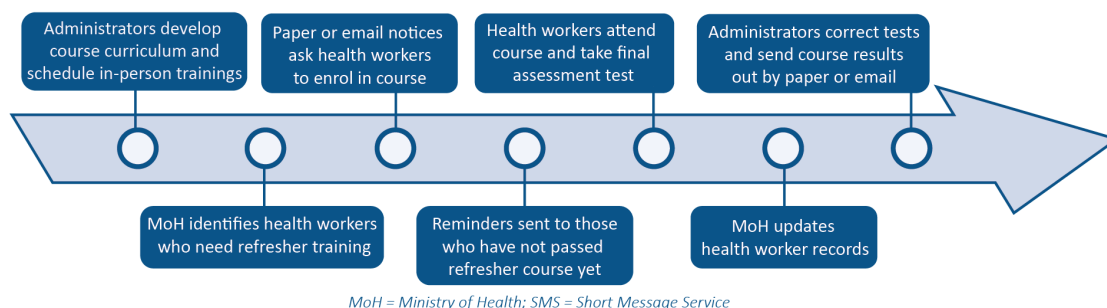 Administrators develop
course curriculum and
schedule in-person trainings
MoH identifies health workers
who need refresher training
Paper or email notices
ask health workers
to enrol in course
Reminders sent to those
who have not passed
refresher course yet
Health workers attend
course and take final
assessment test
MoH updates
health worker records
Administrators correct tests
and send course results
out by paper or email
MoH = Ministry of Health; SMS = Short Message Service